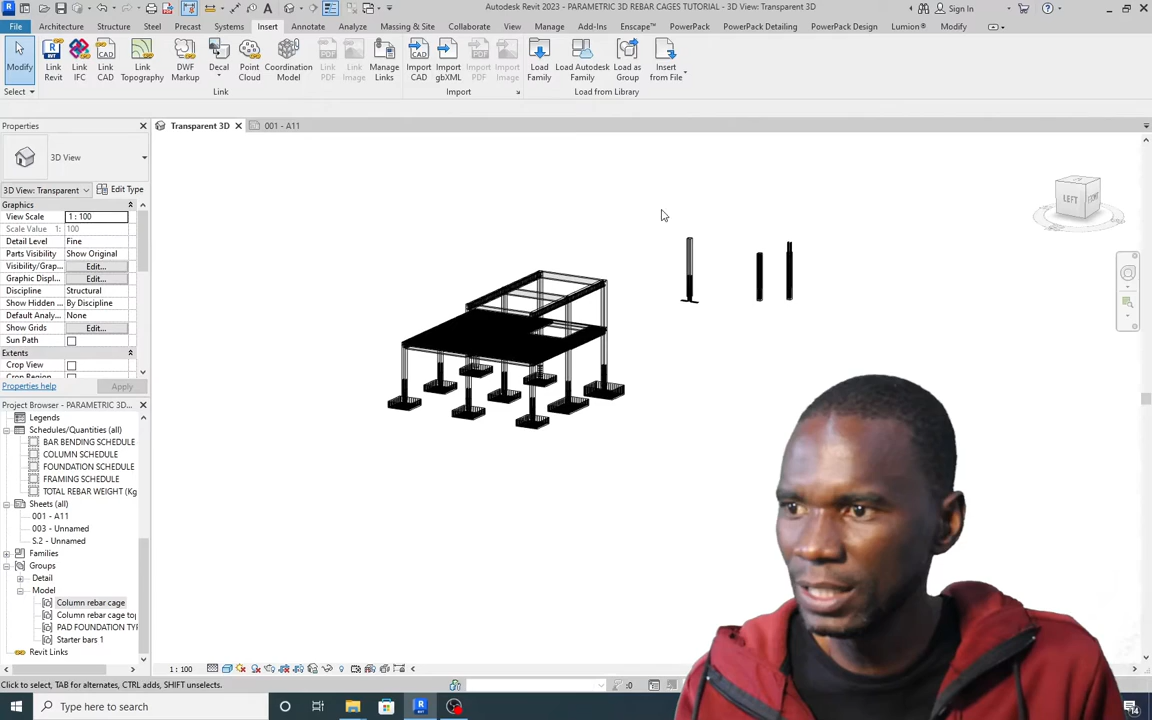 Autodesk Revit 2023 - PARAMETRIC 3D REBAR CAGES TUTORIAL - 3D View: Transparent 3D
Sign In
File Architecture Structure Steel Precast Systems Insert Annotate Analyze Massing & Site Collaborate View Manage Add-Ins Enscape™ PowerPack PowerPack Detailing PowerPack Design Lumion® Modify
Modify
Link Revit
Link IFC
Link CAD
Link Topography
DWF Markup
Decal
Point Cloud
Coordination Model
Link PDF
Link Image
Manage Links
Import CAD
Import gbXML
Import PDF
Import Image
Load Family
Load Autodesk Family
Load as Group
Insert from File
Select
Link
Import
Load from Library
Properties
Transparent 3D
001 - A11
3D View
3D View: Transparent
Edit Type
Graphics
View Scale 1 : 100
Scale Value 1: 100
Detail Level Fine
Parts Visibility Show Original
Visibility/Grap... Edit...
Graphic Displ... Edit...
Discipline Structural
Show Hidden ... By Discipline
Default Analy... None
Show Grids Edit...
Sun Path
Extents
Crop View
Properties help
Apply
LEFT
FRONT
Project Browser - PARAMETRIC 3D...
Legends
Schedules/Quantities (all)
BAR BENDING SCHEDULE
COLUMN SCHEDULE
FOUNDATION SCHEDULE
FRAMING SCHEDULE
TOTAL REBAR WEIGHT (Kg
Sheets (all)
001 - A11
003 - Unnamed
S.2 - Unnamed
Families
Groups
Detail
Model
Column rebar cage
Column rebar cage top
PAD FOUNDATION TYP
Starter bars 1
Revit Links
1 : 100
Click to select, TAB for alternates, CTRL adds, SHIFT unselects.
:0
Type here to search